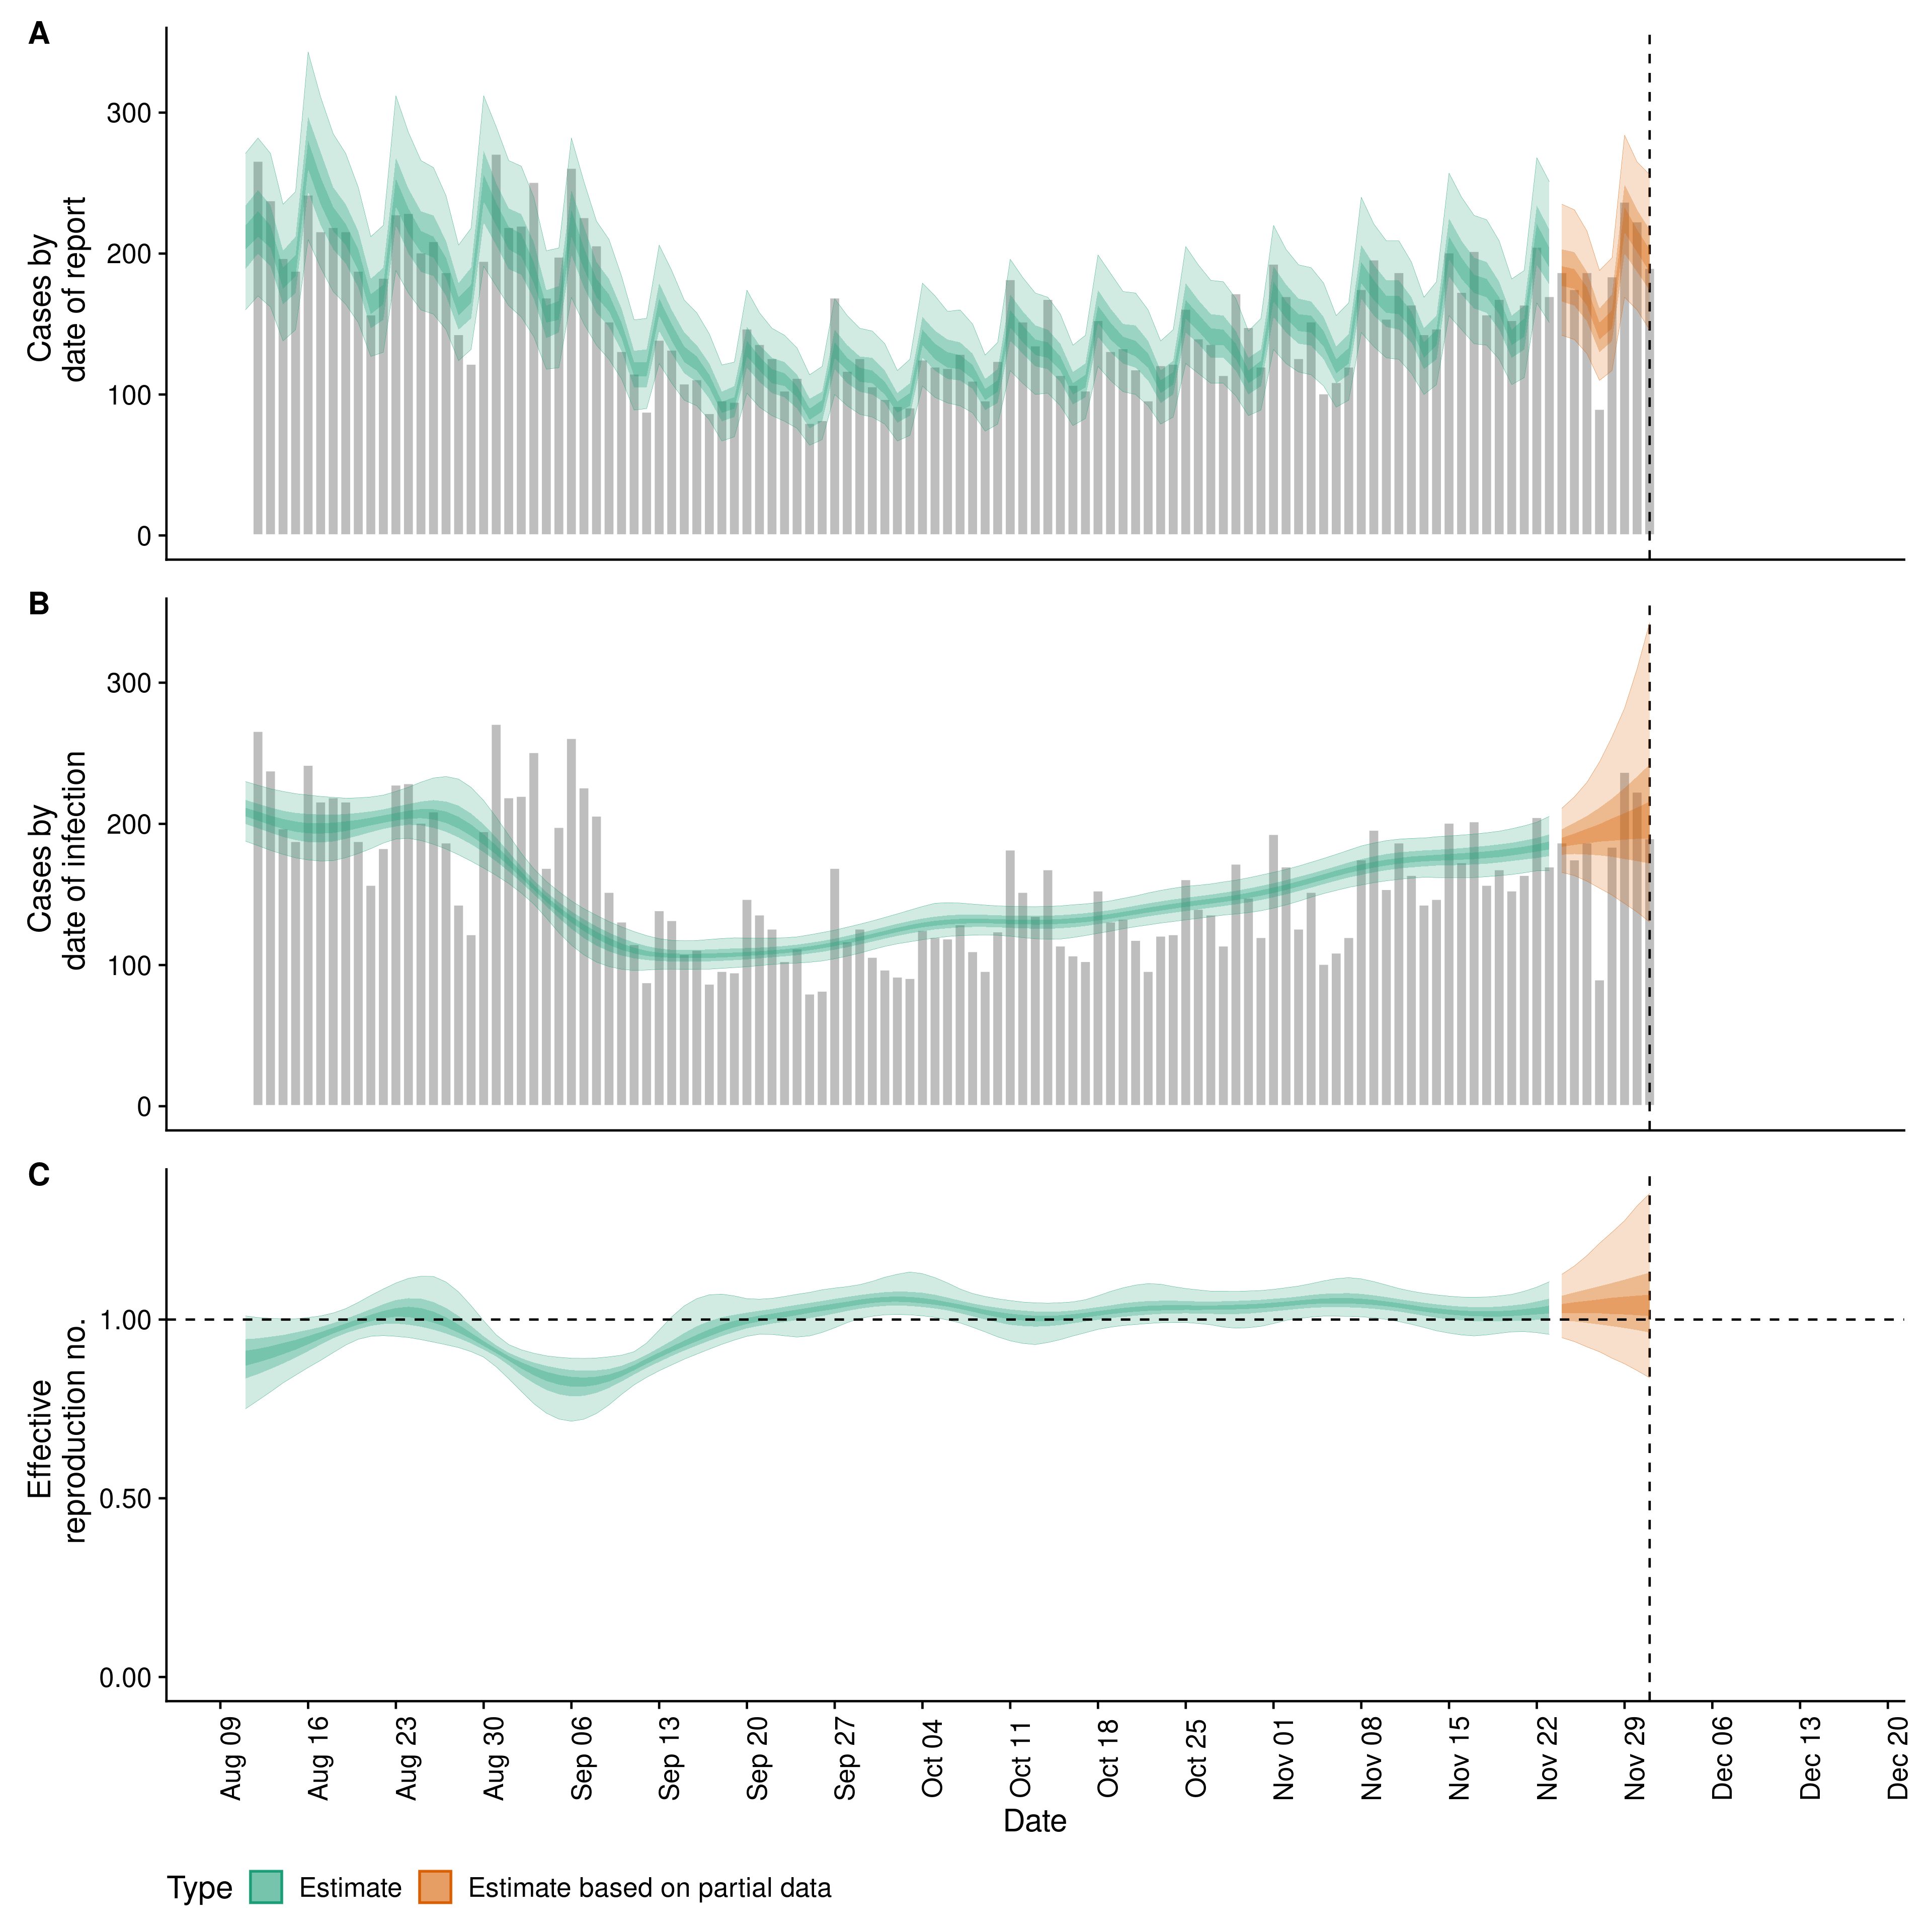 A
Cases by
date of report
300
200
100
0
B
Cases by
date of infection
300
200
100
0
C
Effective
reproduction no.
1.00
0.50
0.00
Aug 09
Aug 16
Aug 23
Aug 30
Sep 06
Sep 13
Sep 20
Sep 27
Oct 04
Oct 11
Oct 18
Oct 25
Nov 01
Nov 08
Nov 15
Nov 22
Nov 29
Dec 06
Dec 13
Dec 20
Date
Type Estimate Estimate based on partial data